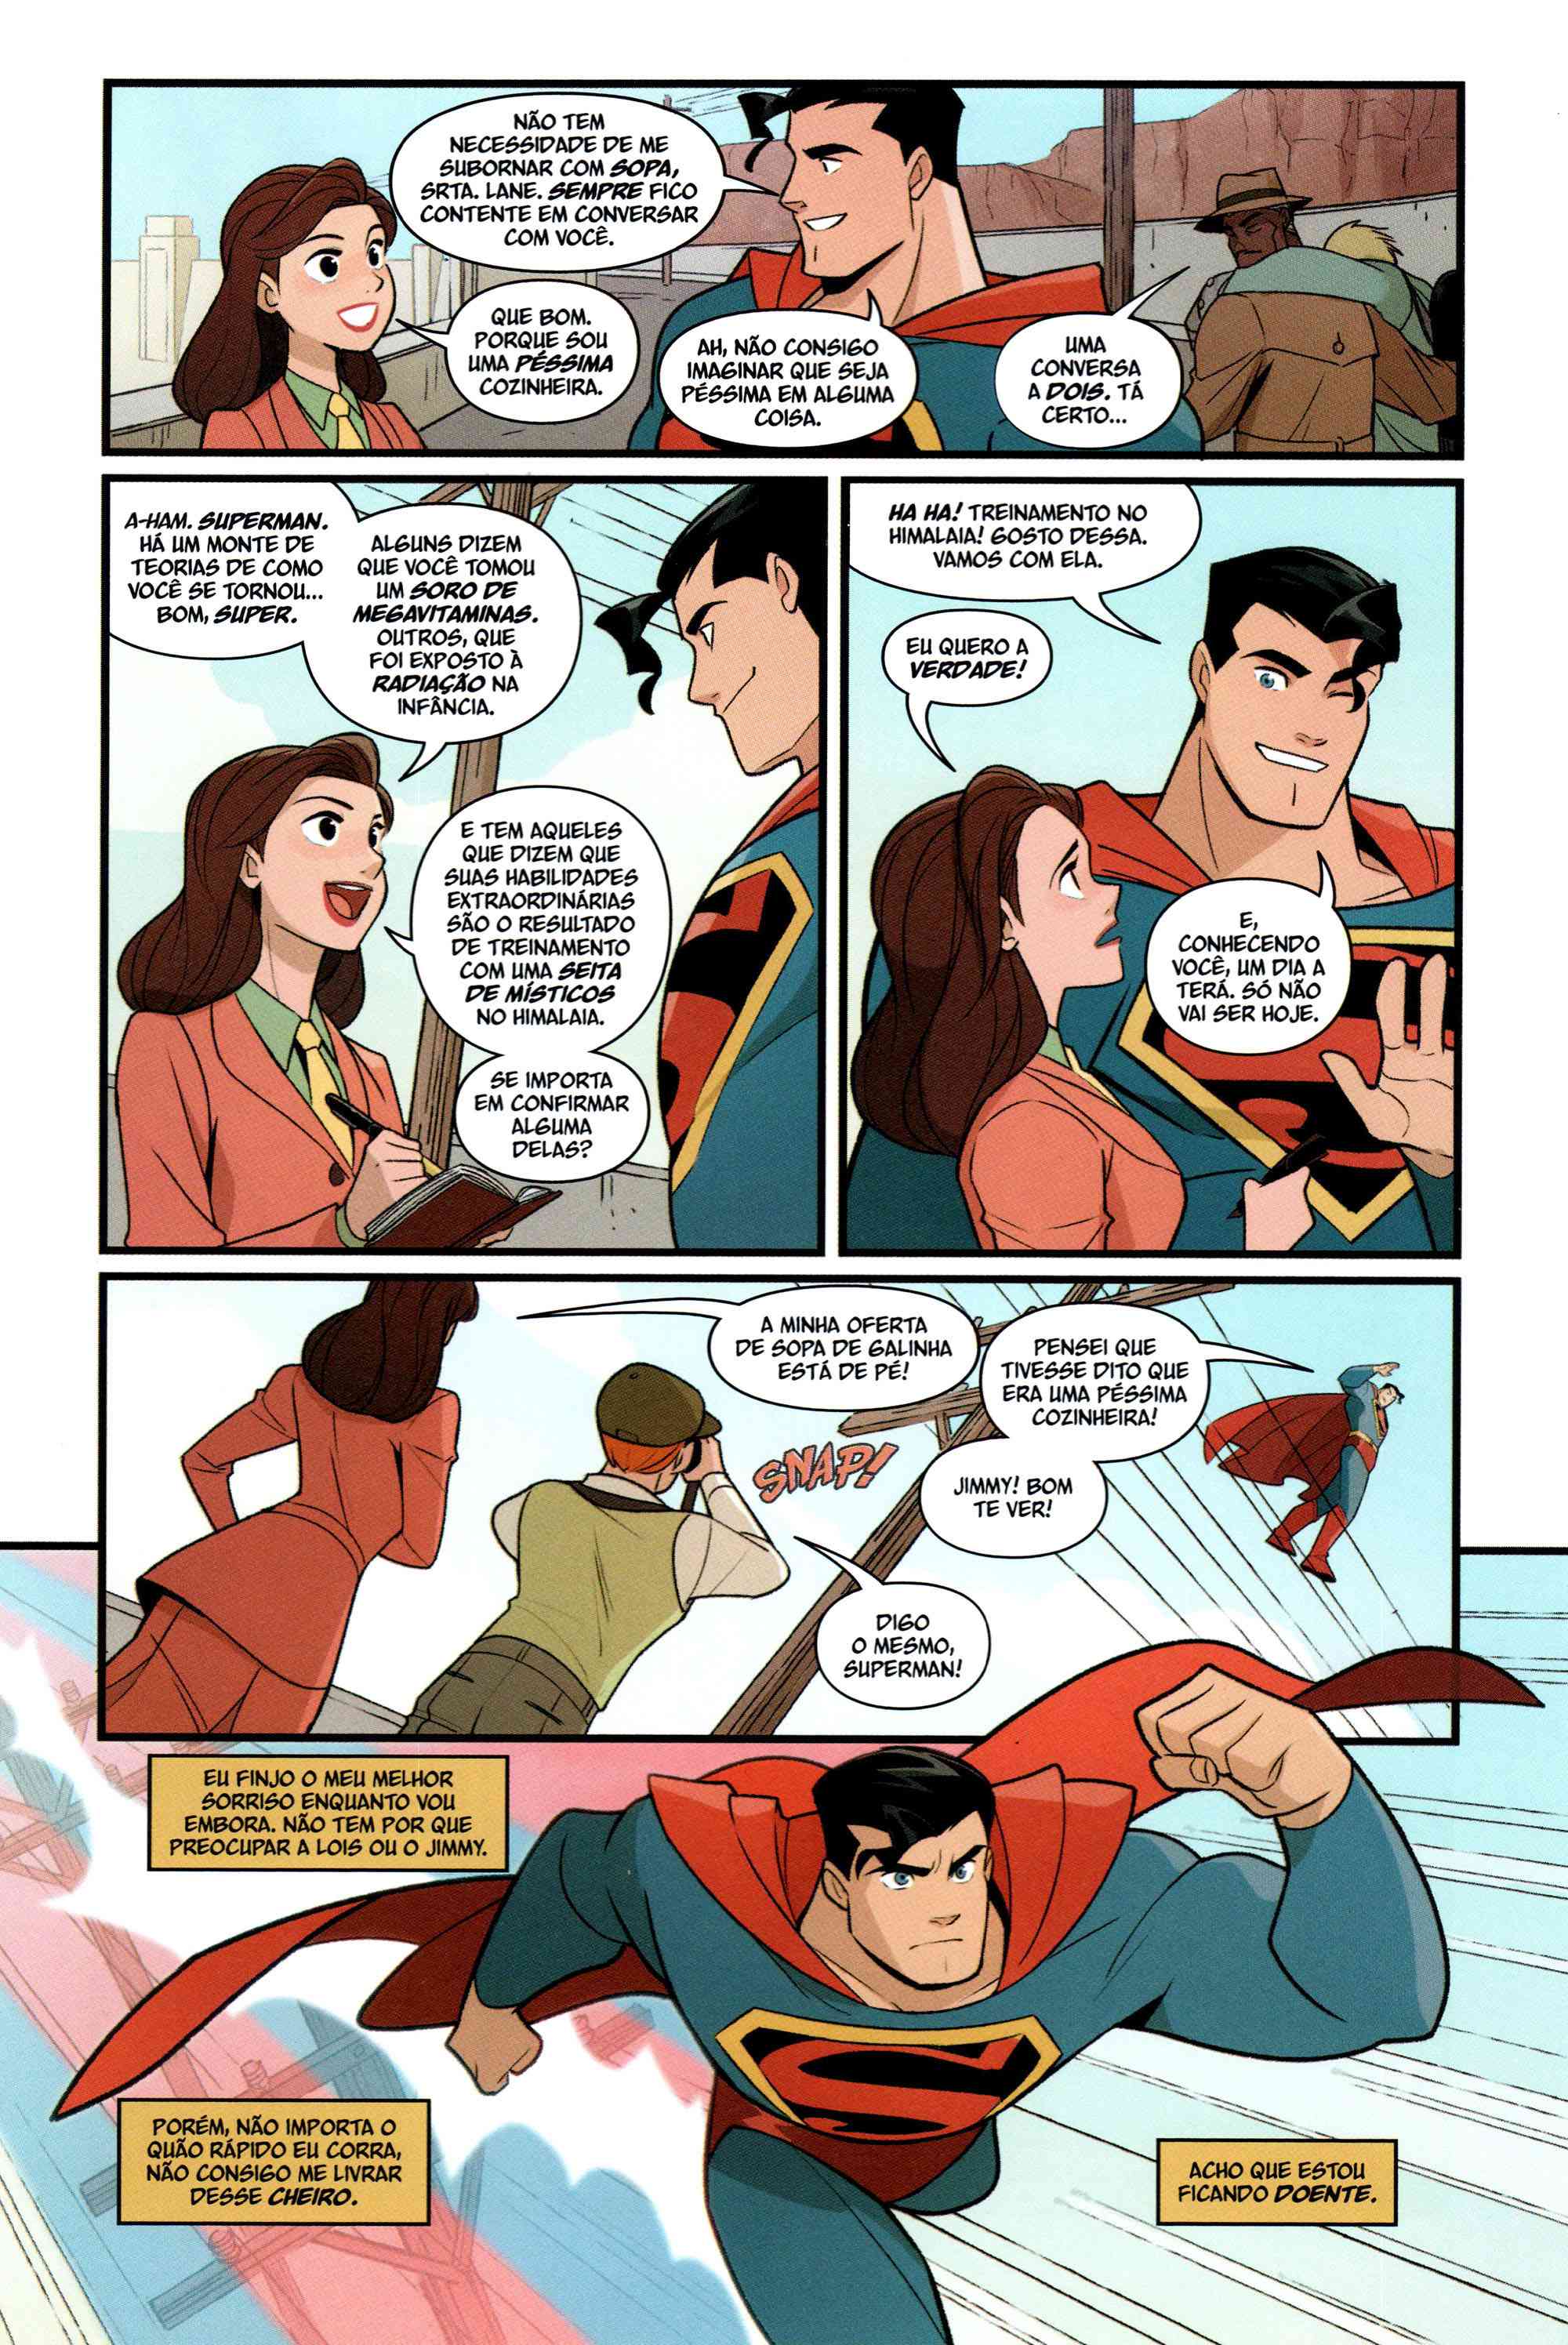 NÃO TEM
NECESSIDADE DE ME
SUBORNAR COM SOPA,
SRTA. LANE. SEMPRE FICO
CONTENTE EM CONVERSAR
COM VOCÊ.
QUE BOM.
PORQUE SOU
UMA PÉSSIMA
COZINHEIRA.
AH, NÃO CONSIGO
IMAGINAR QUE SEJA
PÉSSIMA EM ALGUMA
COISA.
UMA
CONVERSA
A DOIS. TÁ
CERTO...
A-HAM. SUPERMAN.
HÁ UM MONTE DE
TEORIAS DE COMO
VOCÊ SE TORNOU...
BOM, SUPER.
ALGUNS DIZEM
QUE VOCÊ TOMOU
UM SORO DE
MEGAVITAMINAS.
OUTROS, QUE
FOI EXPOSTO À
RADIAÇÃO NA
INFÂNCIA.
E TEM AQUELES
QUE DIZEM QUE
SUAS HABILIDADES
EXTRAORDINÁRIAS
SÃO O RESULTADO
DE TREINAMENTO
COM UMA SEITA
DE MÍSTICOS
NO HIMALAIA.
SE IMPORTA
EM CONFIRMAR
ALGUMA
DELAS?
HA HA! TREINAMENTO NO
HIMALAIA! GOSTO DESSA.
VAMOS COM ELA.
EU QUERO A
VERDADE!
E,
CONHECENDO
VOCÊ, UM DIA A
TERÁ. SÓ NÃO
VAI SER HOJE.
A MINHA OFERTA
DE SOPA DE GALINHA
ESTÁ DE PÉ!
PENSEI QUE
TIVESSE DITO QUE
ERA UMA PÉSSIMA
COZINHEIRA!
SNAP!
JIMMY! BOM
TE VER!
DIGO
O MESMO,
SUPERMAN!
EU FINJO O MEU MELHOR
SORRISO ENQUANTO VOU
EMBORA. NÃO TEM POR QUE
PREOCUPAR A LOIS OU O JIMMY.
PORÉM, NÃO IMPORTA O
QUÃO RÁPIDO EU CORRA,
NÃO CONSIGO ME LIVRAR
DESSE CHEIRO.
ACHO QUE ESTOU
FICANDO DOENTE.